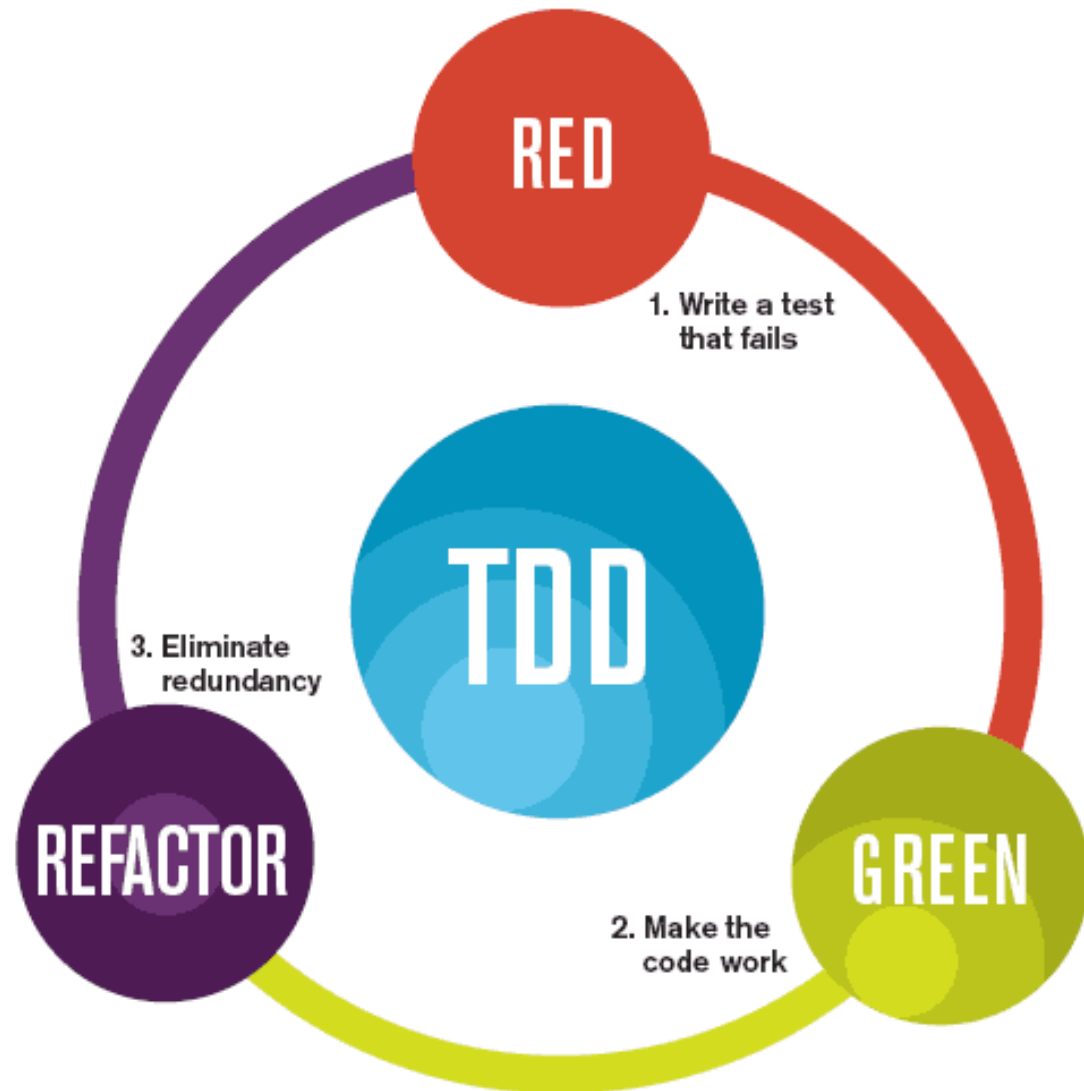 RED
1. Write a test
that fails
TDD
3. Eliminate
redundancy
REFACTOR
GREEN
2. Make the
code work